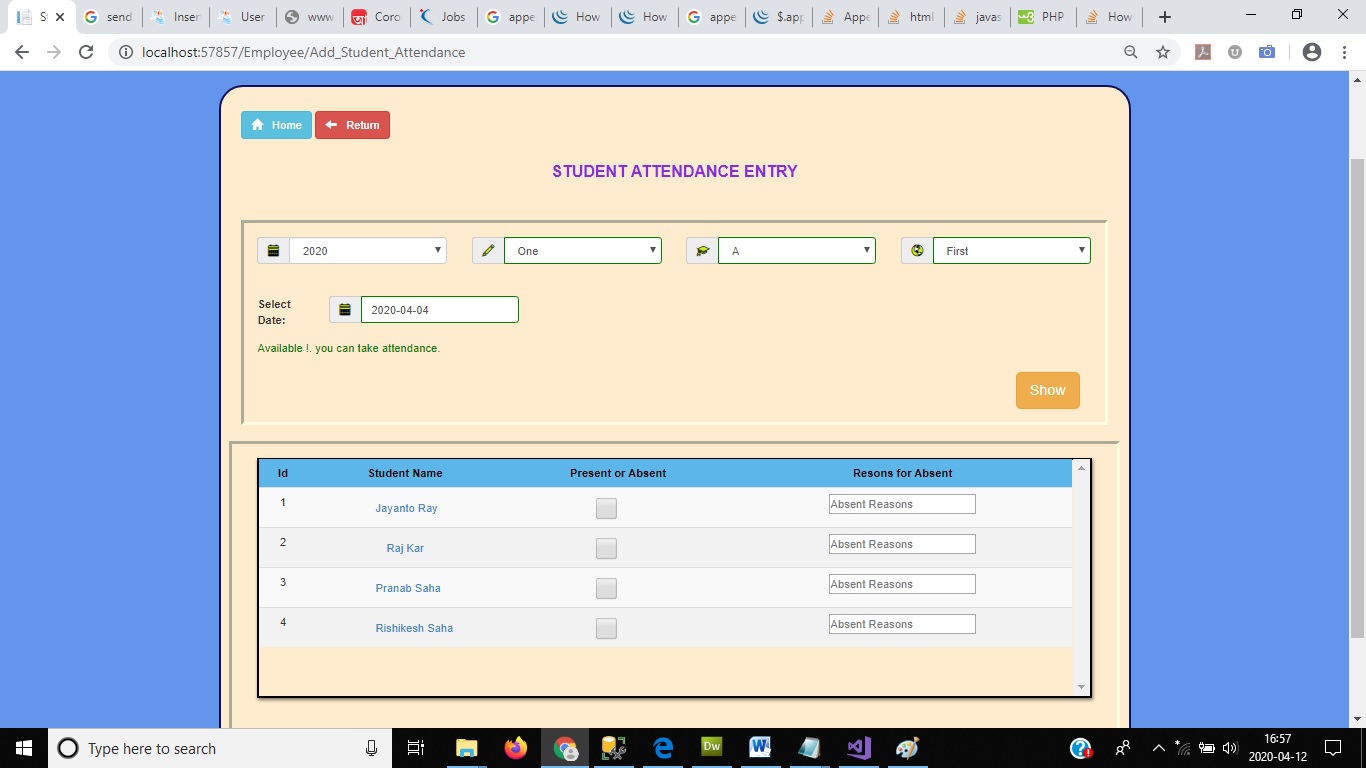 St
send
Inser
User
www
Coro
Jobs
appe
How
How
appe
$.app
Appe
html
javas
PHP
How
localhost:57857/Employee/Add_Student_Attendance
Home
Return
STUDENT ATTENDANCE ENTRY
2020
One
A
First
Select
Date:
2020-04-04
Available !. you can take attendance.
Show
Id Student Name Present or Absent Resons for Absent
1 Jayanto Ray Absent Reasons
2 Raj Kar Absent Reasons
3 Pranab Saha Absent Reasons
4 Rishikesh Saha Absent Reasons
Type here to search
Dw
16:57
2020-04-12